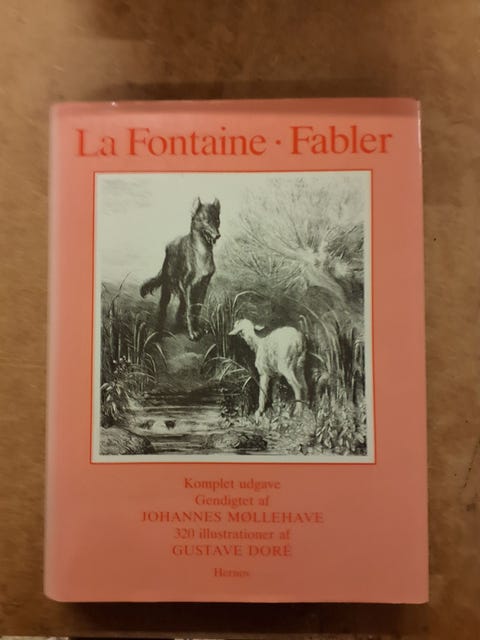 La Fontaine · Fabler
Komplet udgave
Gendigtet af
JOHANNES MØLLEHAVE
320 illustrationer af
GUSTAVE DORÉ
Hernov